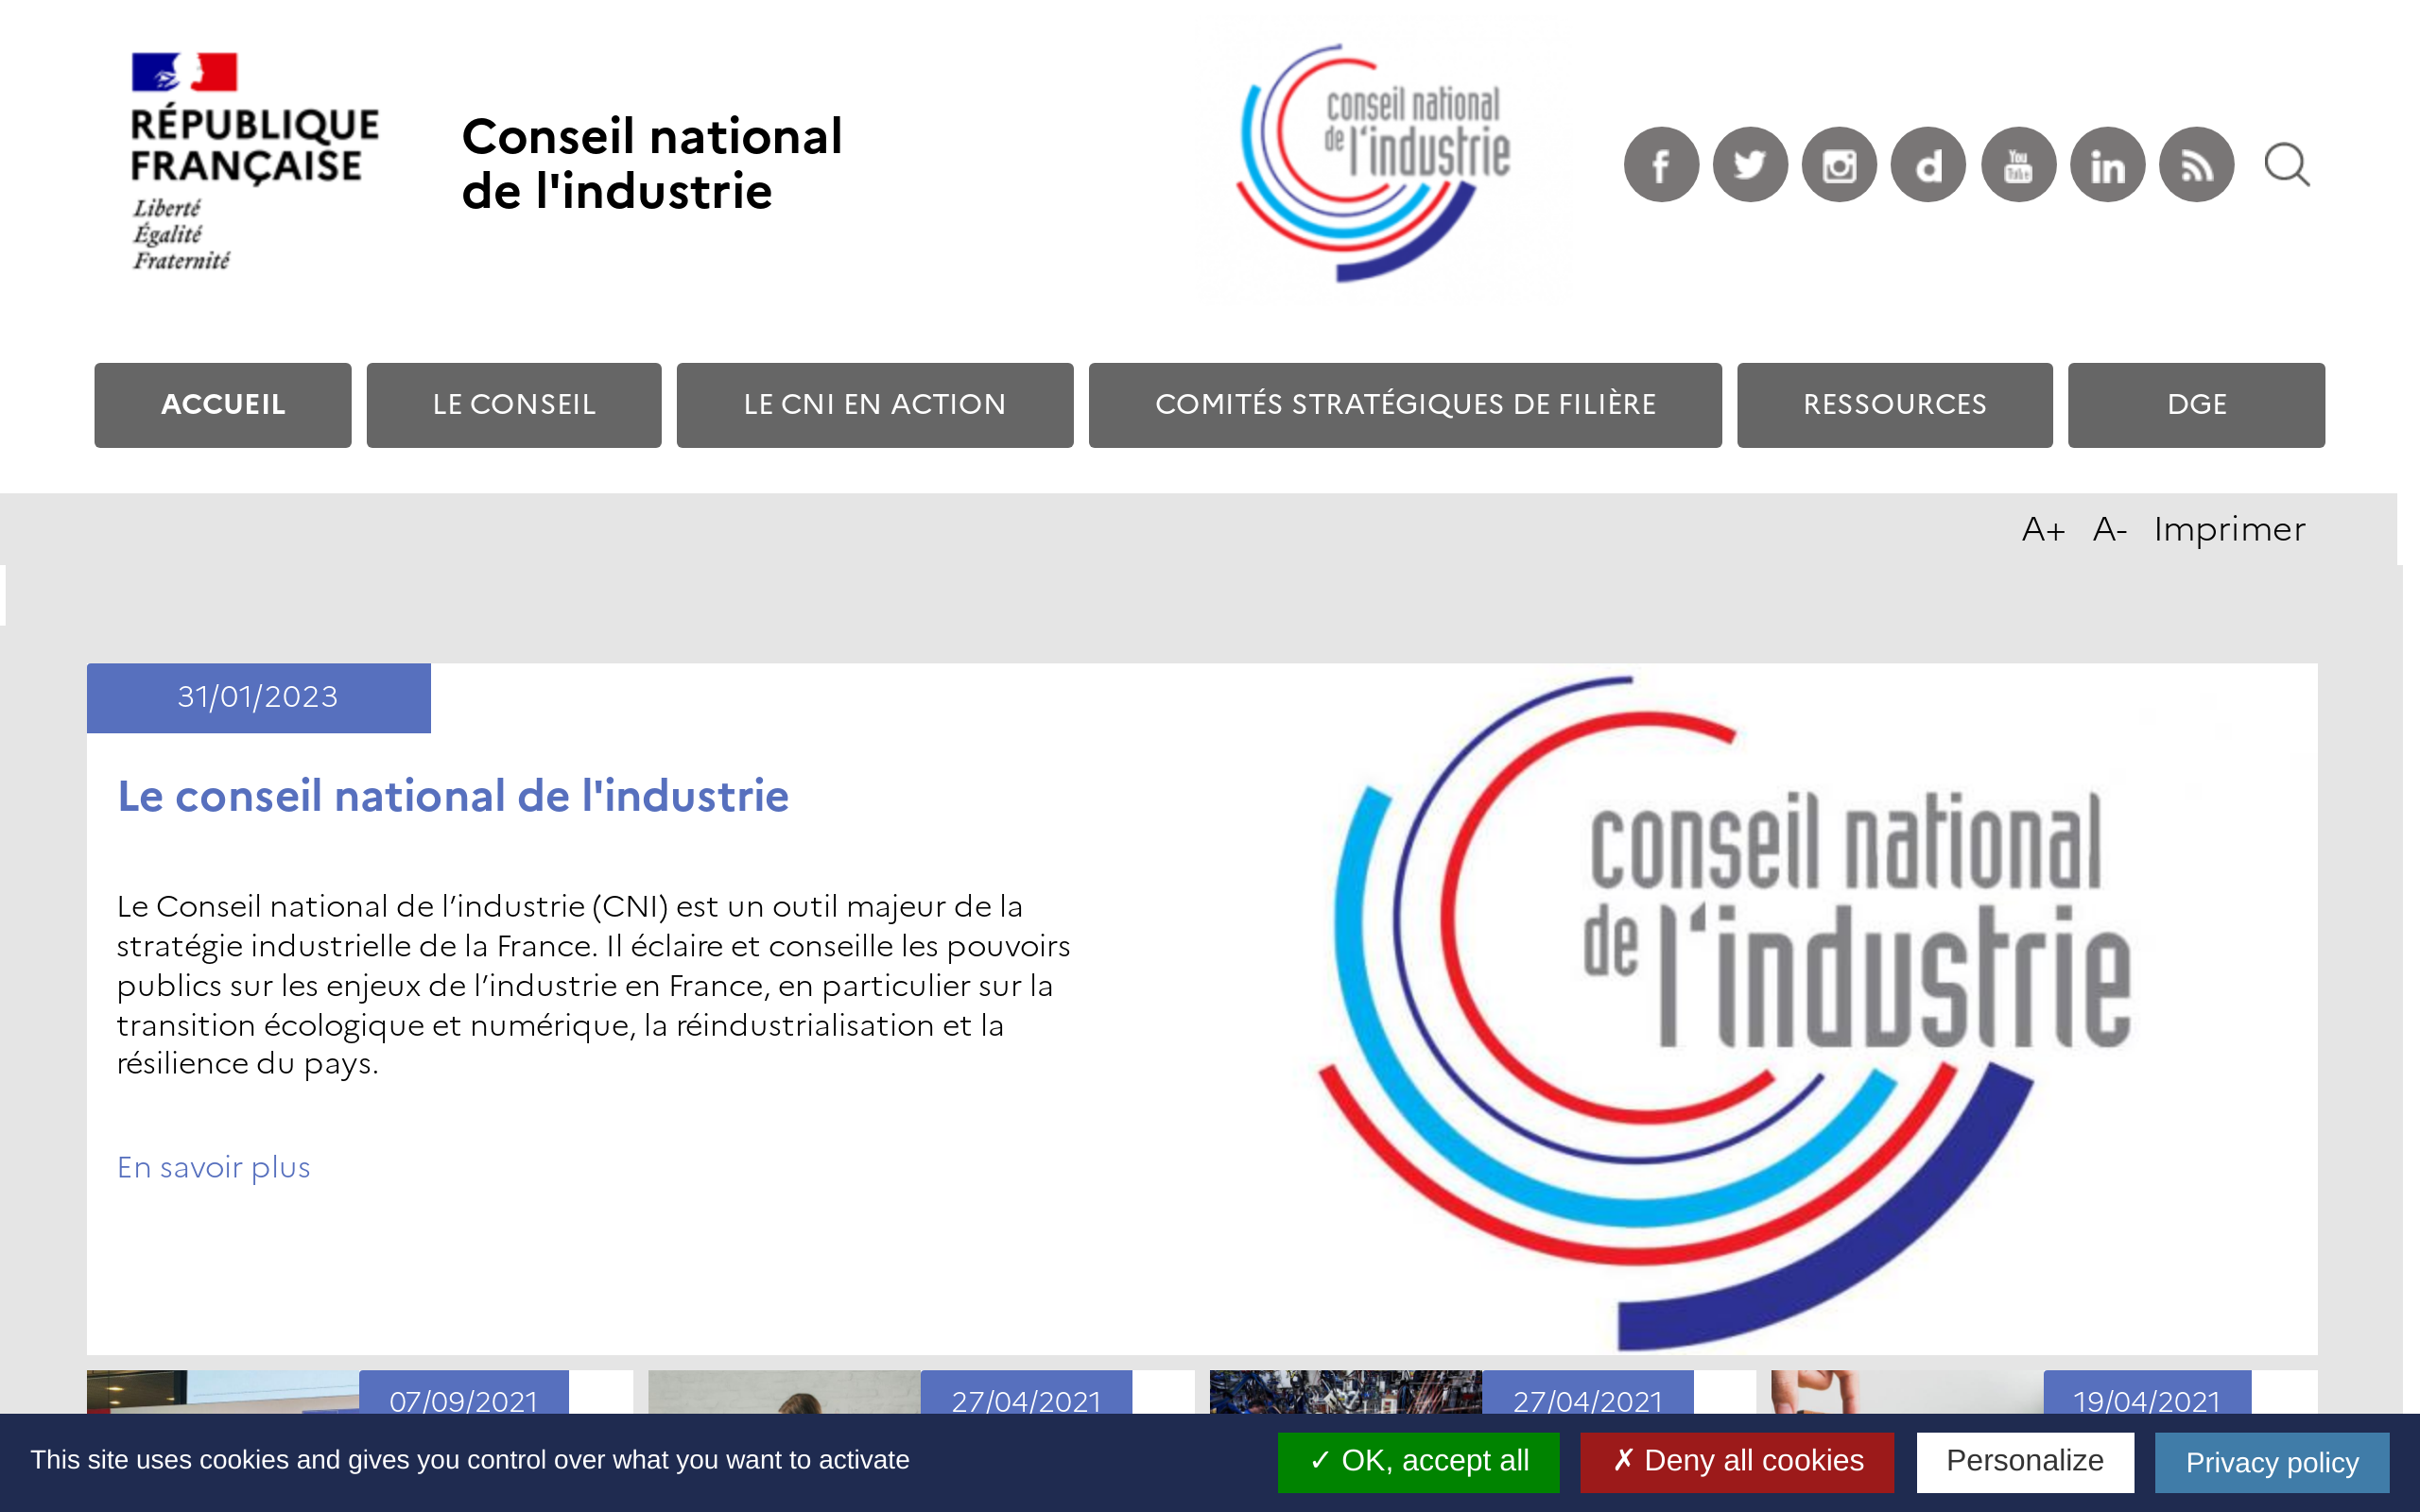 RÉPUBLIQUE
FRANÇAISE
Liberté
Égalité
Fraternité
Conseil national
de l'industrie
conseil national
de l'industrie
ACCUEIL
LE CONSEIL
LE CNI EN ACTION
COMITÉS STRATÉGIQUES DE FILIÈRE
RESSOURCES
DGE
A+ A- Imprimer
31/01/2023
Le conseil national de l'industrie
Le Conseil national de l’industrie (CNI) est un outil majeur de la
stratégie industrielle de la France. Il éclaire et conseille les pouvoirs
publics sur les enjeux de l’industrie en France, en particulier sur la
transition écologique et numérique, la réindustrialisation et la
résilience du pays.
En savoir plus
conseil national
de l'industrie
07/09/2021
27/04/2021
27/04/2021
19/04/2021
This site uses cookies and gives you control over what you want to activate
✓ OK, accept all
✗ Deny all cookies
Personalize
Privacy policy